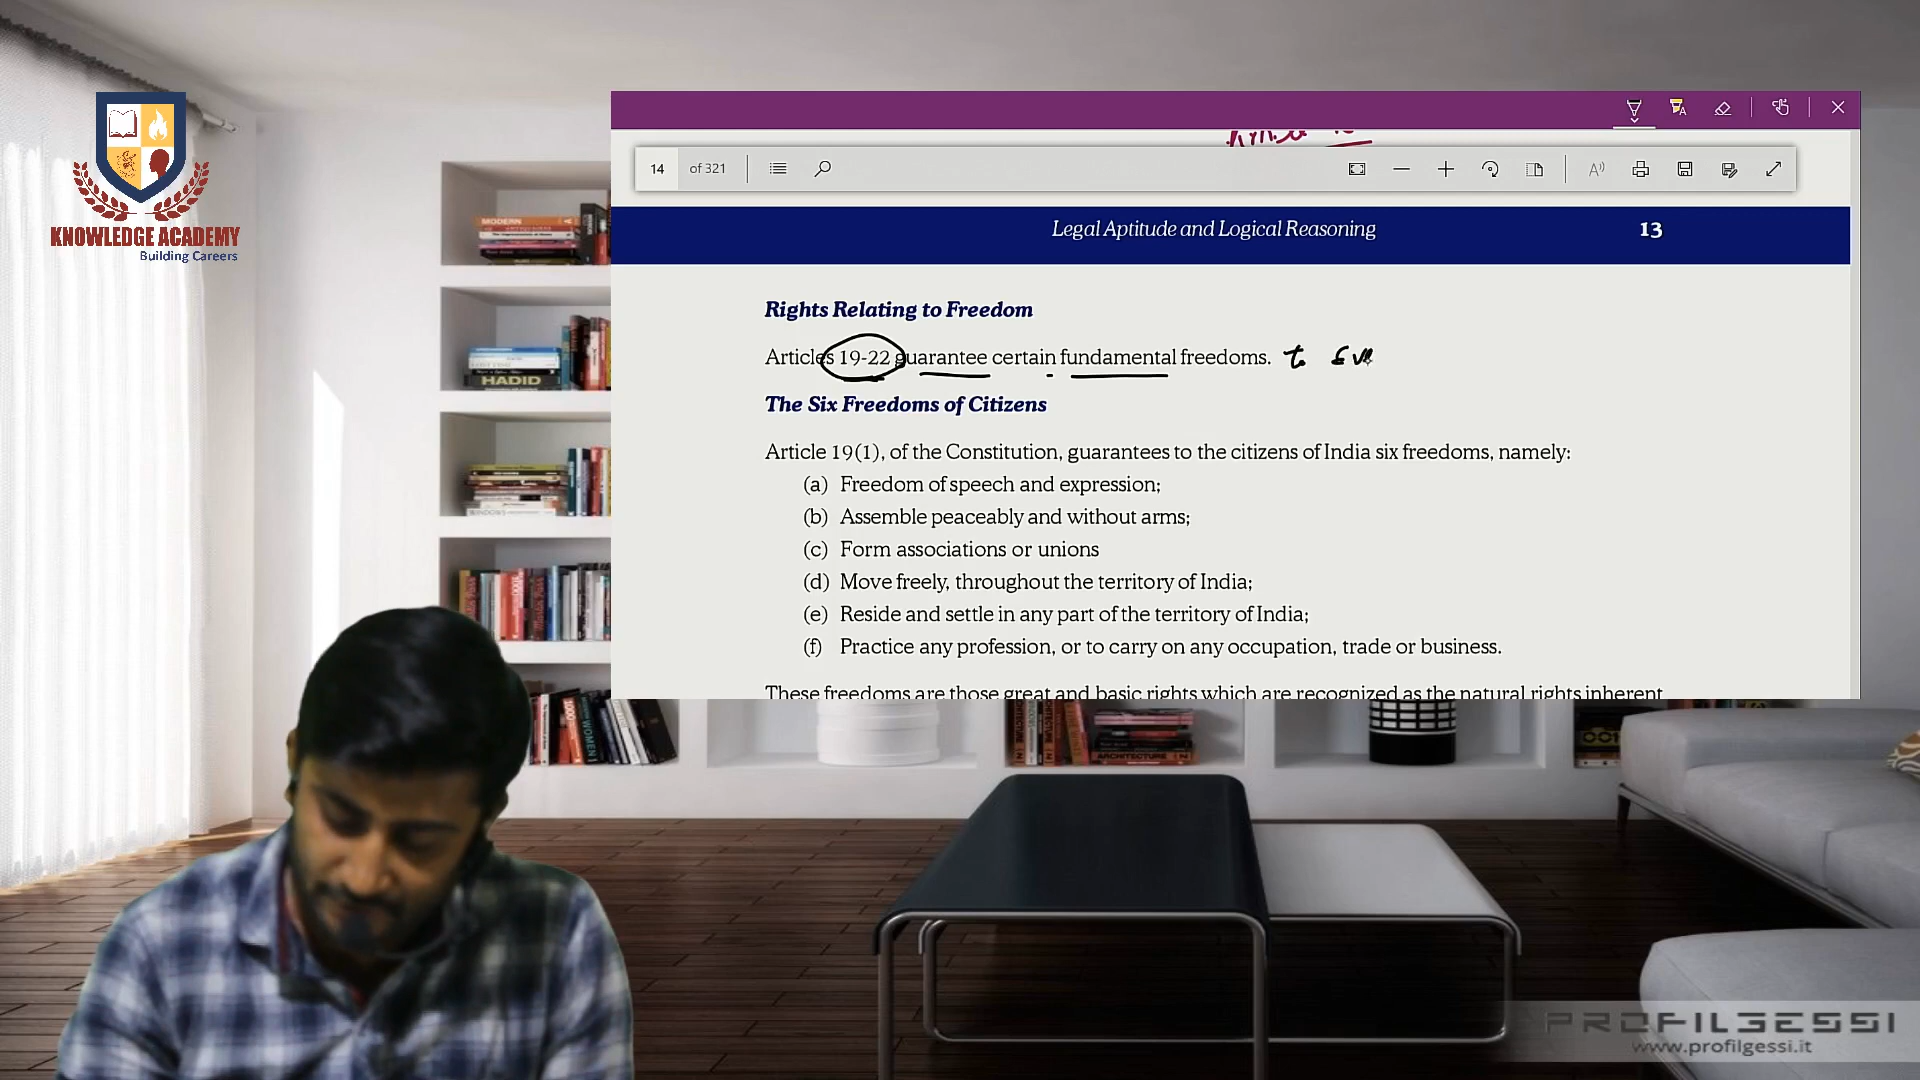 KNOWLEDGE ACADEMY
Building Careers
14 of 321
Legal Aptitude and Logical Reasoning 13
Rights Relating to Freedom
Articles 19-22 guarantee certain fundamental freedoms. to
The Six Freedoms of Citizens
Article 19(1), of the Constitution, guarantees to the citizens of India six freedoms, namely:
(a) Freedom of speech and expression;
(b) Assemble peaceably and without arms;
(c) Form associations or unions
(d) Move freely, throughout the territory of India;
(e) Reside and settle in any part of the territory of India;
(f) Practice any profession, or to carry on any occupation, trade or business.
These freedoms are those great and basic rights which are recognized as the natural rights inherent
MODERN
HADID
WOMEN
ARCHITECTURE
PROFILGESSI
www.profilgessi.it